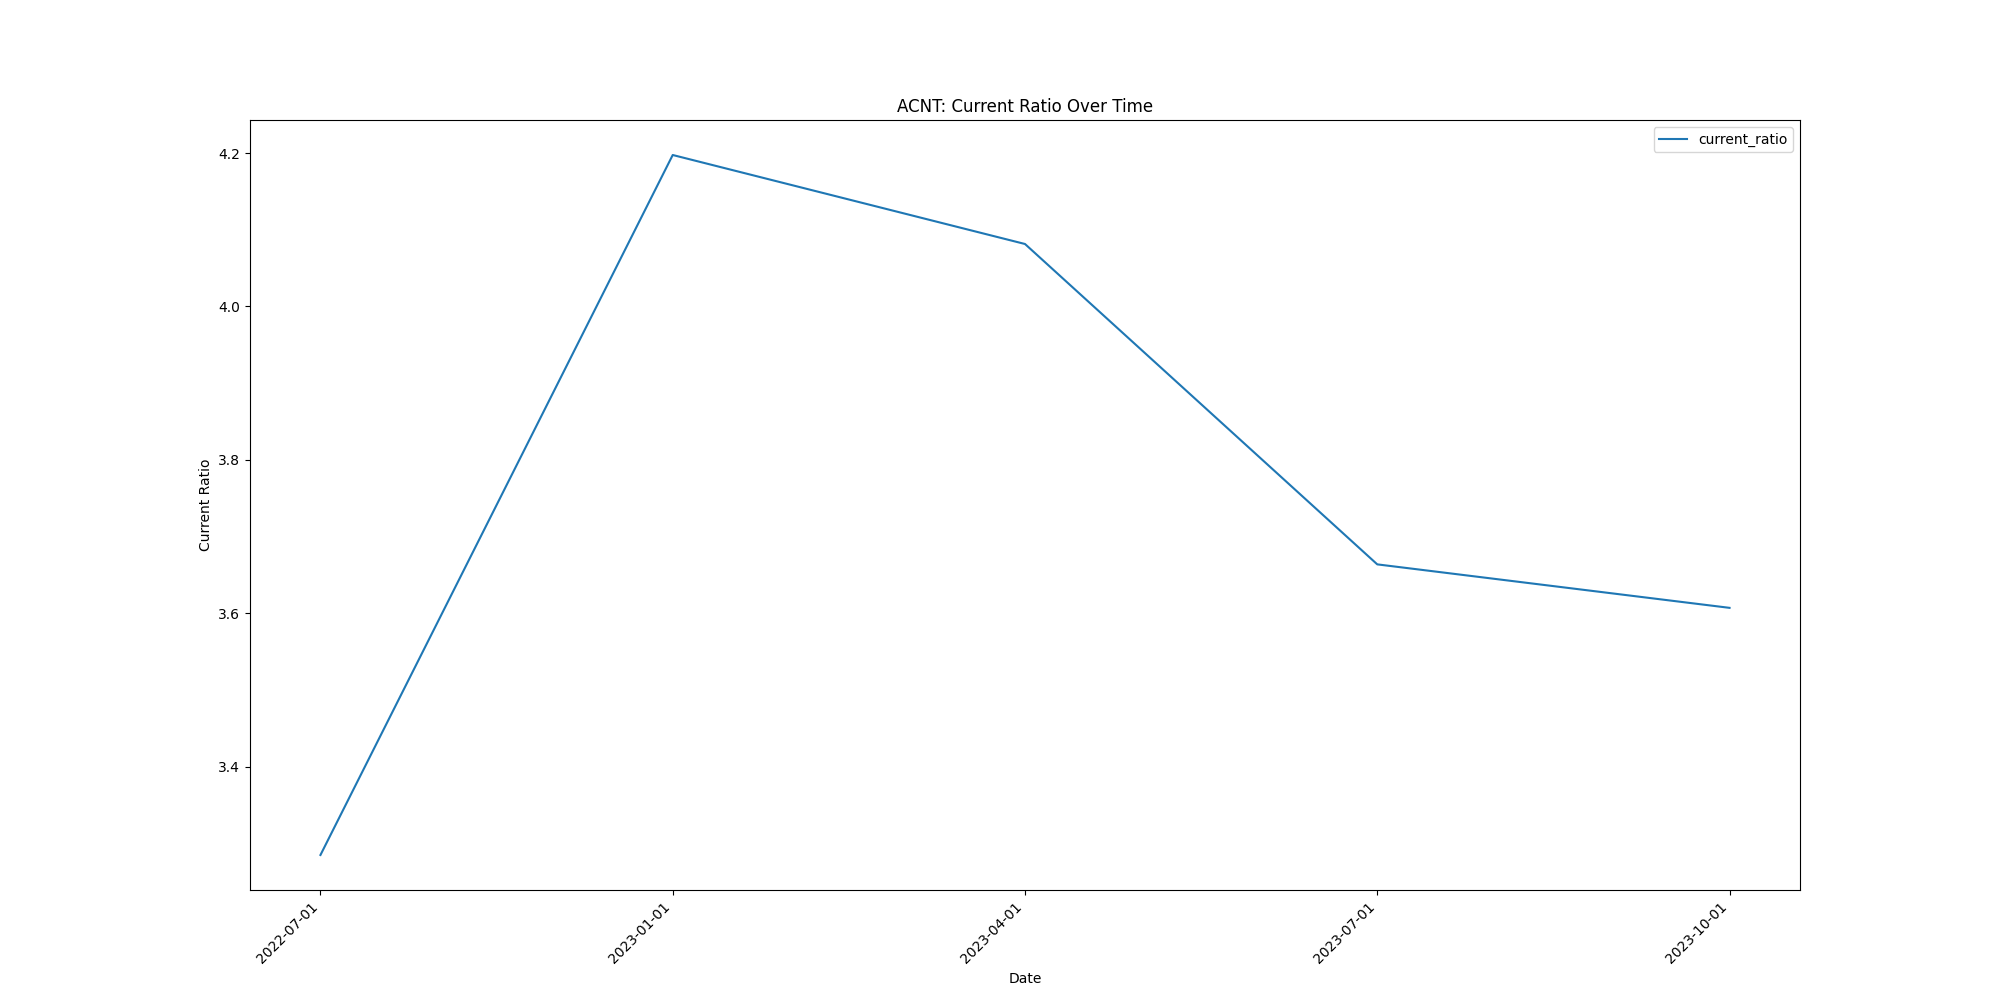 ACNT: Current Ratio Over Time
current_ratio
4.2
4.0
3.8
3.6
3.4
Current Ratio
2022-07-01
2023-01-01
2023-04-01
2023-07-01
2023-10-01
Date